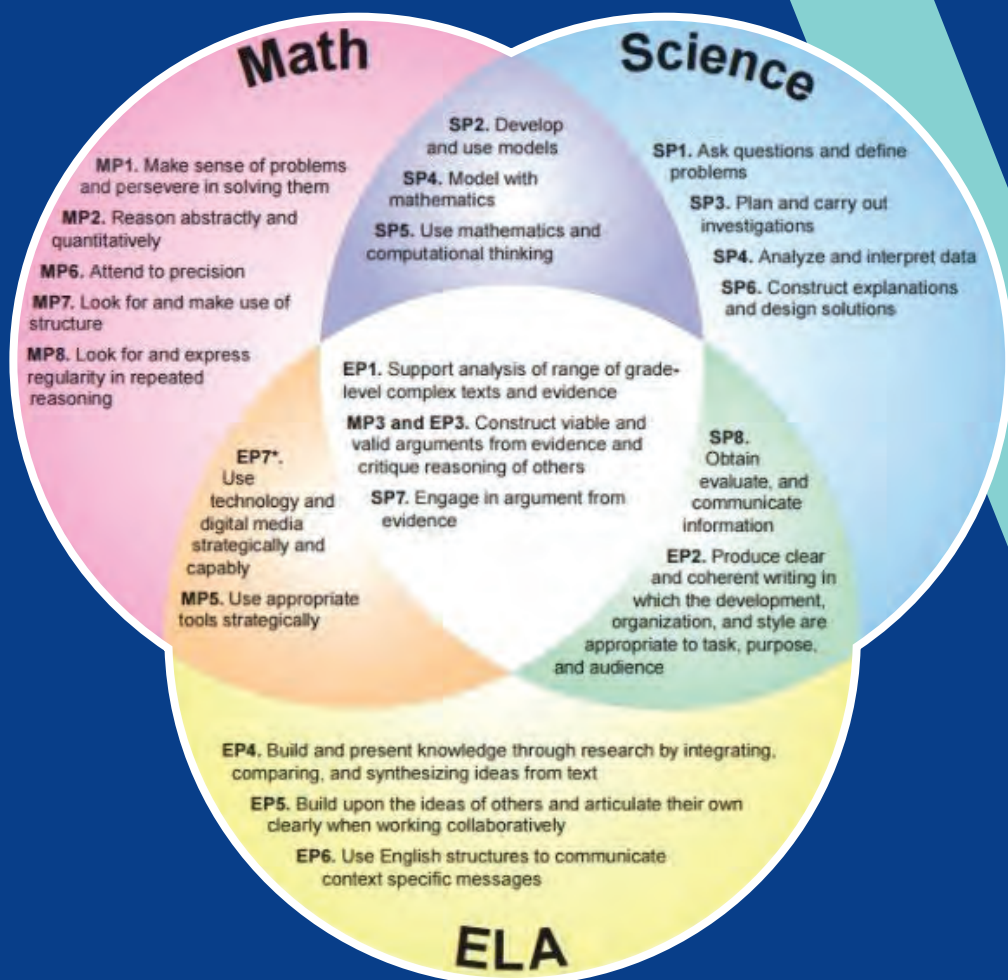 Math
MP1. Make sense of problems
and persevere in solving them
MP2. Reason abstractly and
quantitatively
MP6. Attend to precision
MP7. Look for and make use of
structure
MP8. Look for and express
regularity in repeated
reasoning
SP2. Develop
and use models
SP4. Model with
mathematics
SP5. Use mathematics and
computational thinking
Science
SP1. Ask questions and define
problems
SP3. Plan and carry out
investigations
SP4. Analyze and interpret data
SP6. Construct explanations
and design solutions
EP1. Support analysis of range of grade-
level complex texts and evidence
MP3 and EP3. Construct viable and
valid arguments from evidence and
critique reasoning of others
SP7. Engage in argument from
evidence
EP7*.
Use
technology and
digital media
strategically and
capably
MP5. Use appropriate
tools strategically
SP8.
Obtain
evaluate, and
communicate
information
EP2. Produce clear
and coherent writing in
which the development,
organization, and style are
appropriate to task, purpose,
and audience
EP4. Build and present knowledge through research by integrating,
comparing, and synthesizing ideas from text
EP5. Build upon the ideas of others and articulate their own
clearly when working collaboratively
EP6. Use English structures to communicate
context specific messages
ELA